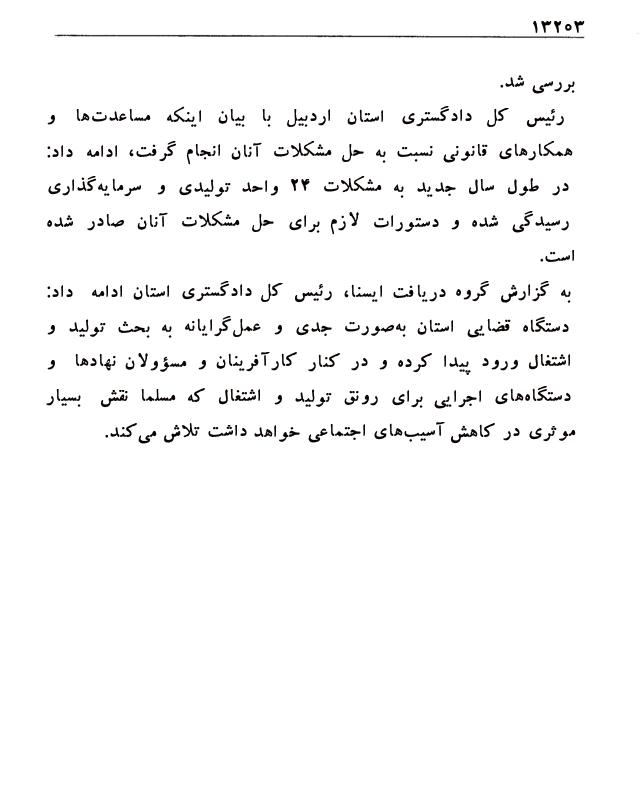 ۱۳۲۰۳
بررسی شد.
رئیس کل دادگستری استان اردبیل با بیان اینکه مساعدت‌ها و
همکارهای قانونی نسبت به حل مشکلات آنان انجام گرفت، ادامه داد:
در طول سال جدید به مشکلات ۲۴ واحد تولیدی و سرمایه‌گذاری
رسیدگی شده و دستورات لازم برای حل مشکلات آنان صادر شده
است.
به گزارش گروه دریافت ایسنا، رئیس کل دادگستری استان ادامه داد:
دستگاه قضایی استان به‌صورت جدی و عمل‌گرایانه به بحث تولید و
اشتغال ورود پیدا کرده و در کنار کارآفرینان و مسؤولان نهادها و
دستگاه‌های اجرایی برای رونق تولید و اشتغال که مسلما نقش بسیار
موثری در کاهش آسیب‌های اجتماعی خواهد داشت تلاش می‌کند.